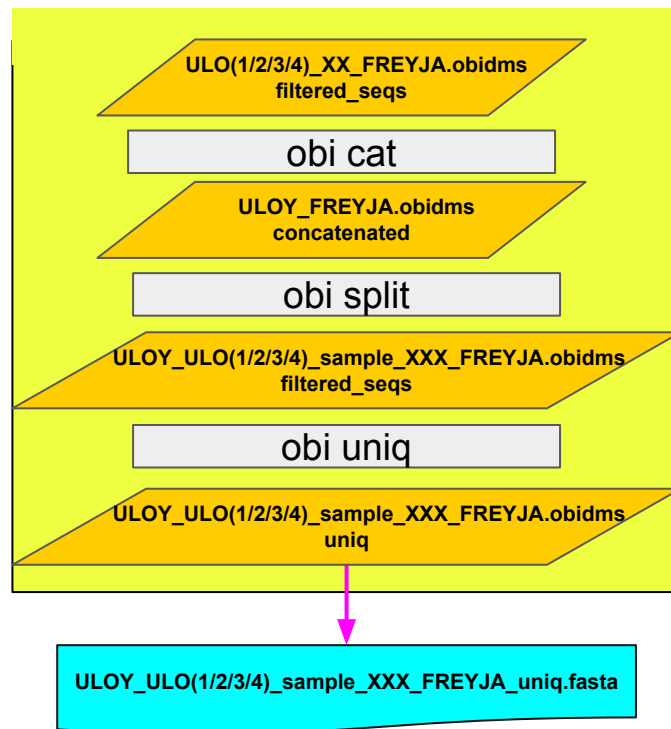 ULO(1/2/3/4)_XX_FREYJA.obidms
filtered_seqs
obi cat
ULOY_FREYJA.obidms
concatenated
obi split
ULOY_ULO(1/2/3/4)_sample_XXX_FREYJA.obidms
filtered_seqs
obi uniq
ULOY_ULO(1/2/3/4)_sample_XXX_FREYJA.obidms
uniq
ULOY_ULO(1/2/3/4)_sample_XXX_FREYJA_uniq.fasta